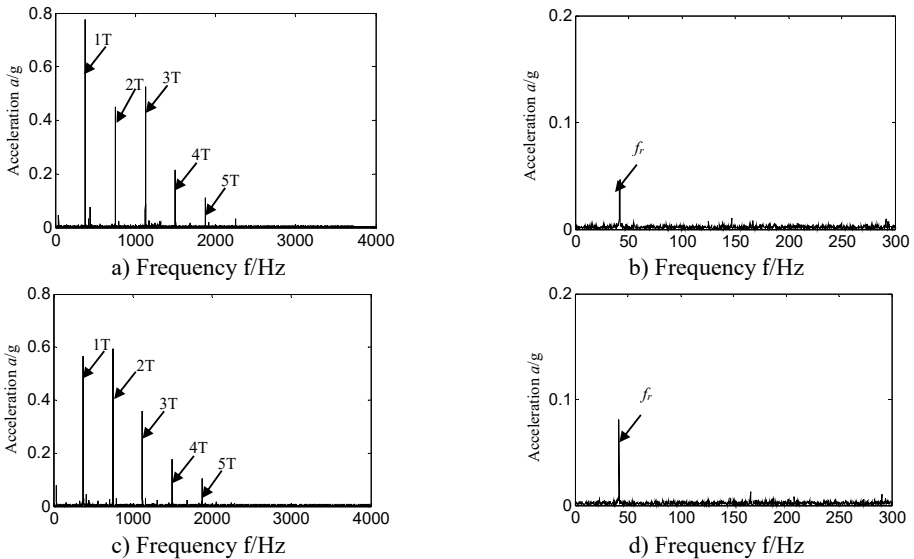 0.8
0.6
0.4
0.2
0
Acceleration a/g
1T
2T
3T
4T
5T
0 1000 2000 3000 4000
a) Frequency f/Hz
0.2
0.1
0
Acceleration a/g
fr
0 50 100 150 200 250 300
b) Frequency f/Hz
0.8
0.6
0.4
0.2
0
Acceleration a/g
1T
2T
3T
4T
5T
0 1000 2000 3000 4000
c) Frequency f/Hz
0.2
0.1
0
Acceleration a/g
fr
0 50 100 150 200 250 300
d) Frequency f/Hz